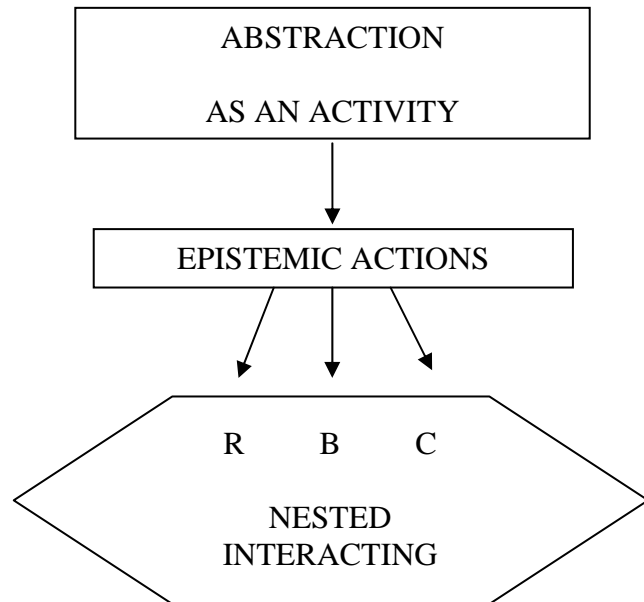 ABSTRACTION
AS AN ACTIVITY
EPISTEMIC ACTIONS
R B C
NESTED
INTERACTING